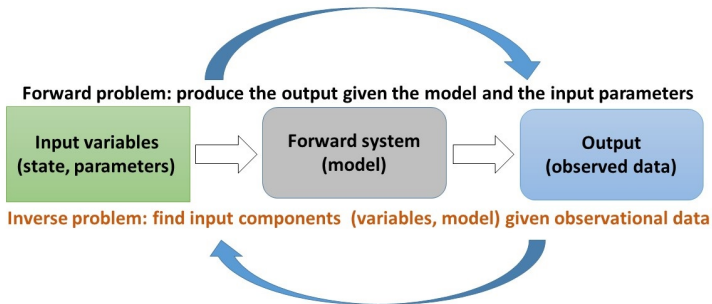 Forward problem: produce the output given the model and the input parameters
Input variables
(state, parameters)
Forward system
(model)
Output
(observed data)
Inverse problem: find input components (variables, model) given observational data